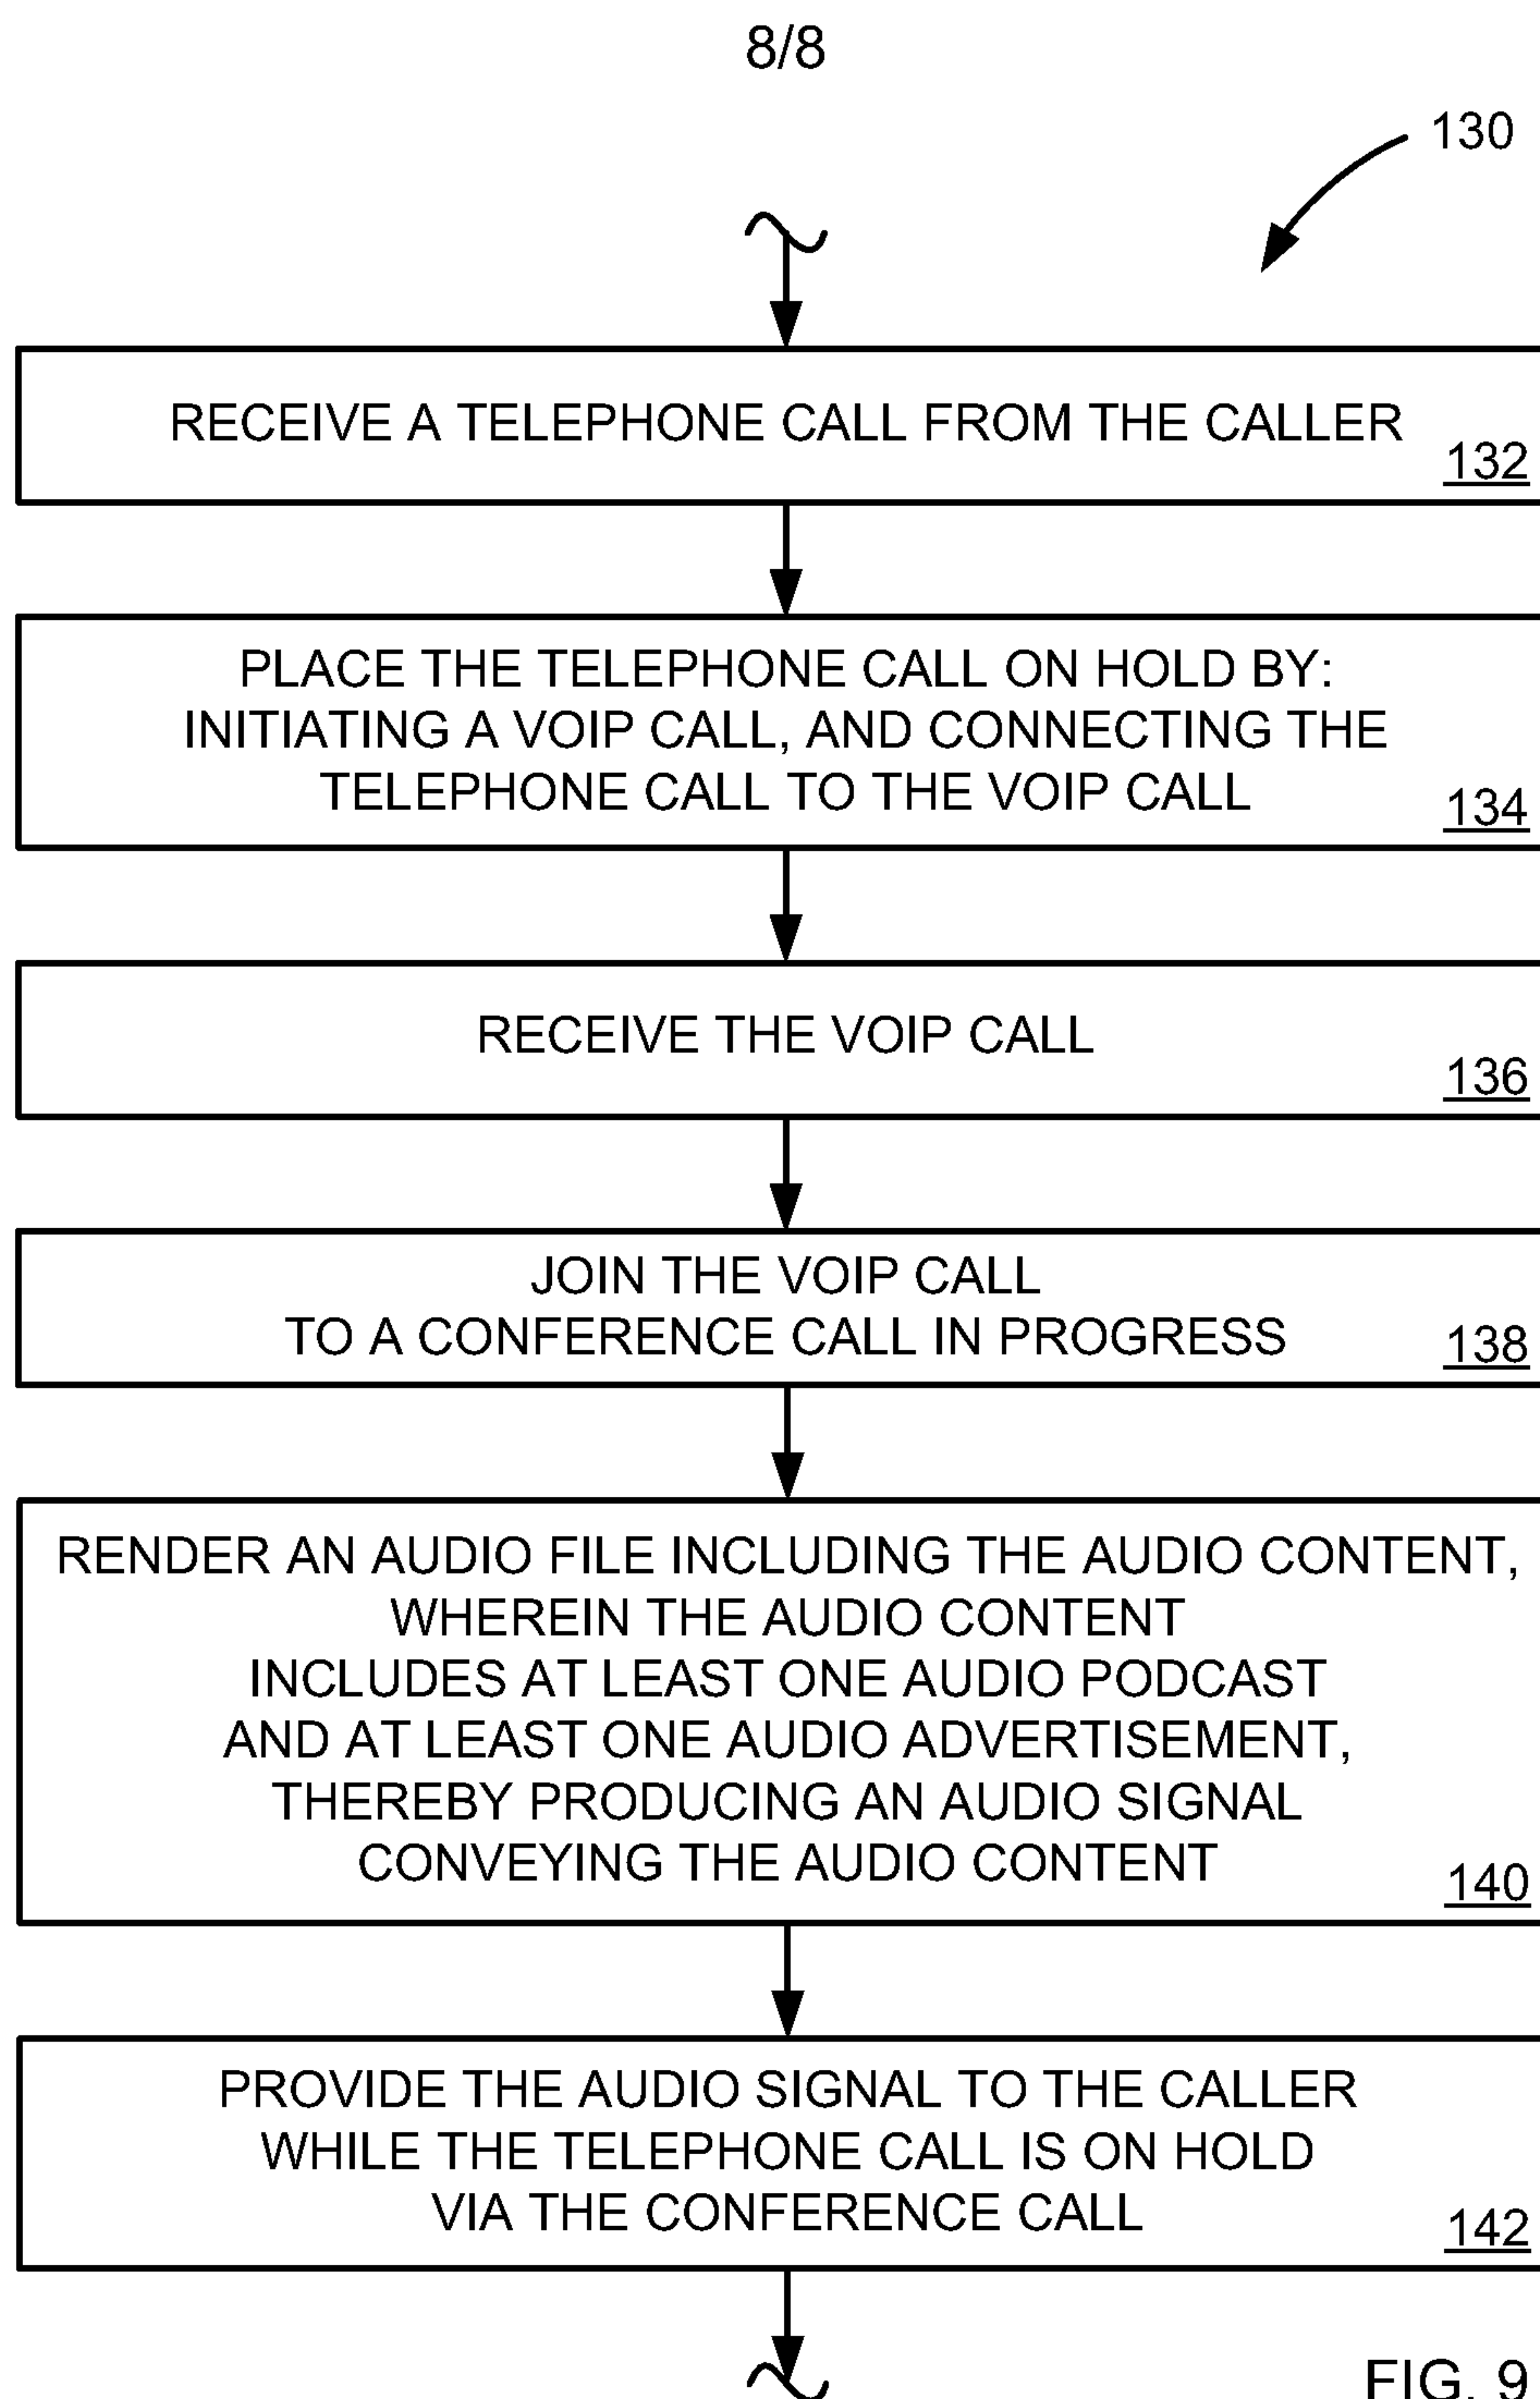 8/8
130
RECEIVE A TELEPHONE CALL FROM THE CALLER
132
PLACE THE TELEPHONE CALL ON HOLD BY:
INITIATING A VOIP CALL, AND CONNECTING THE
TELEPHONE CALL TO THE VOIP CALL
134
RECEIVE THE VOIP CALL
136
JOIN THE VOIP CALL
TO A CONFERENCE CALL IN PROGRESS
138
RENDER AN AUDIO FILE INCLUDING THE AUDIO CONTENT,
WHEREIN THE AUDIO CONTENT
INCLUDES AT LEAST ONE AUDIO PODCAST
AND AT LEAST ONE AUDIO ADVERTISEMENT,
THEREBY PRODUCING AN AUDIO SIGNAL
CONVEYING THE AUDIO CONTENT
140
PROVIDE THE AUDIO SIGNAL TO THE CALLER
WHILE THE TELEPHONE CALL IS ON HOLD
VIA THE CONFERENCE CALL
142
FIG. 9